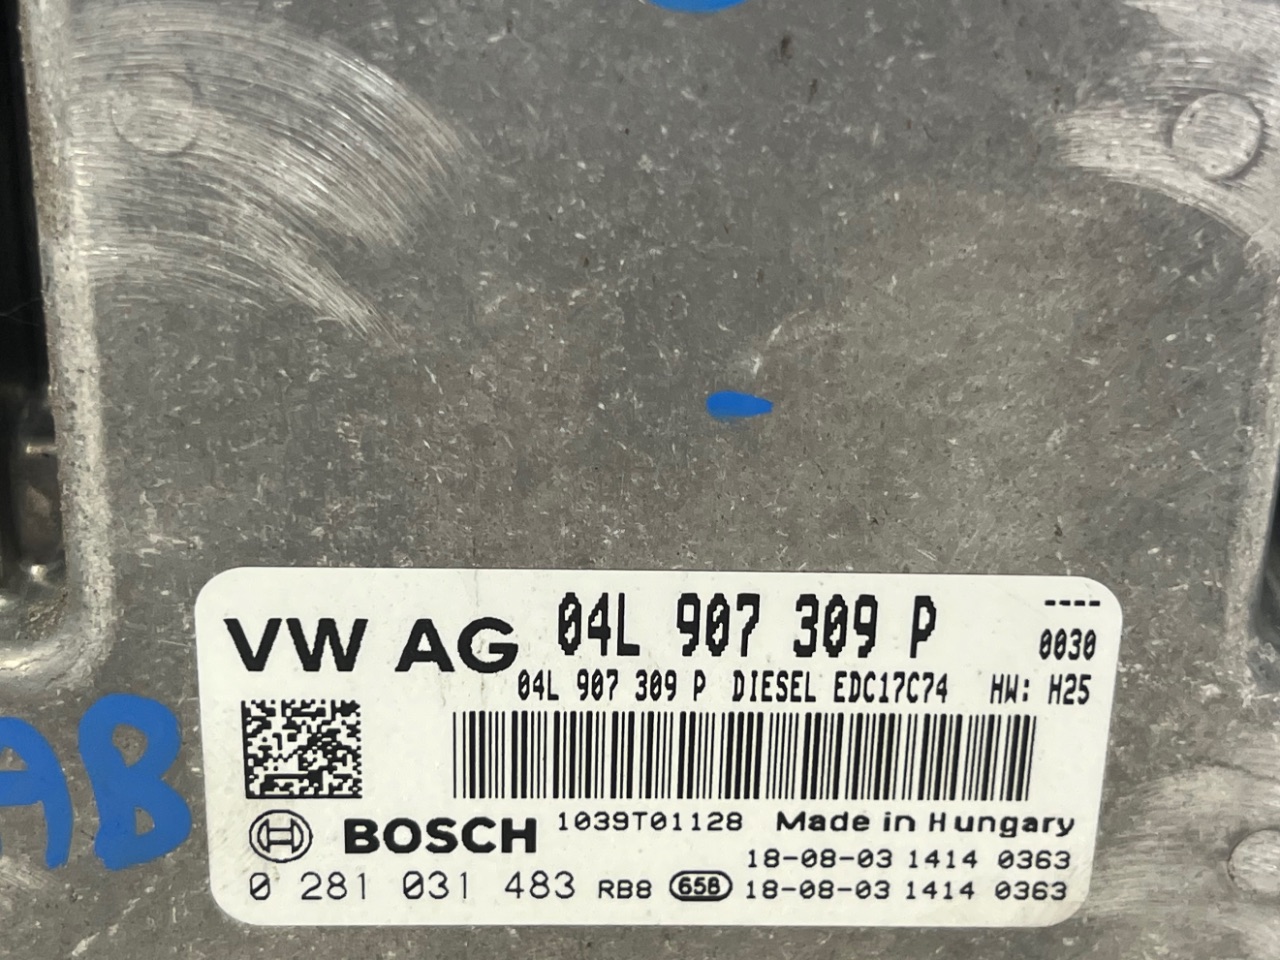 VW AG 04L 907 309 P ----
0030
04L 907 309 P DIESEL EDC17C74 HW: H25
BOSCH 1039T01128 Made in Hungary
18-08-03 1414 0363
0 281 031 483 RB8 658 18-08-03 1414 0363
AB